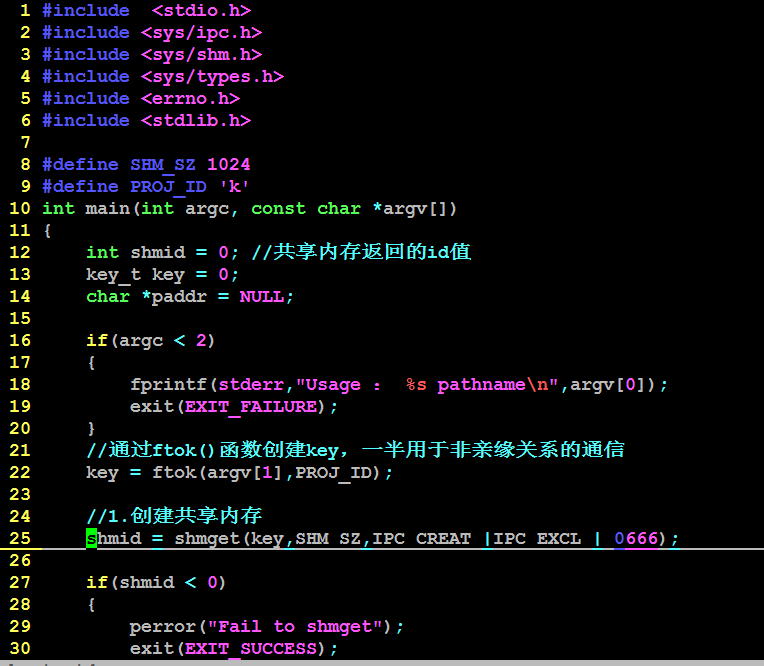 1 #include  <stdio.h>
2 #include <sys/ipc.h>
3 #include <sys/shm.h>
4 #include <sys/types.h>
5 #include <errno.h>
6 #include <stdlib.h>
7
8 #define SHM_SZ 1024
9 #define PROJ_ID 'k'
10 int main(int argc, const char *argv[])
11 {
12     int shmid = 0; //共享内存返回的id值
13     key_t key = 0;
14     char *paddr = NULL;
15
16     if(argc < 2)
17     {
18         fprintf(stderr,"Usage : %s pathname\n",argv[0]);
19         exit(EXIT_FAILURE);
20     }
21     //通过ftok()函数创建key，一半用于非亲缘关系的通信
22     key = ftok(argv[1],PROJ_ID);
23
24     //1.创建共享内存
25     shmid = shmget(key,SHM_SZ,IPC_CREAT |IPC_EXCL | 0666);
26
27     if(shmid < 0)
28     {
29         perror("Fail to shmget");
30         exit(EXIT_SUCCESS);